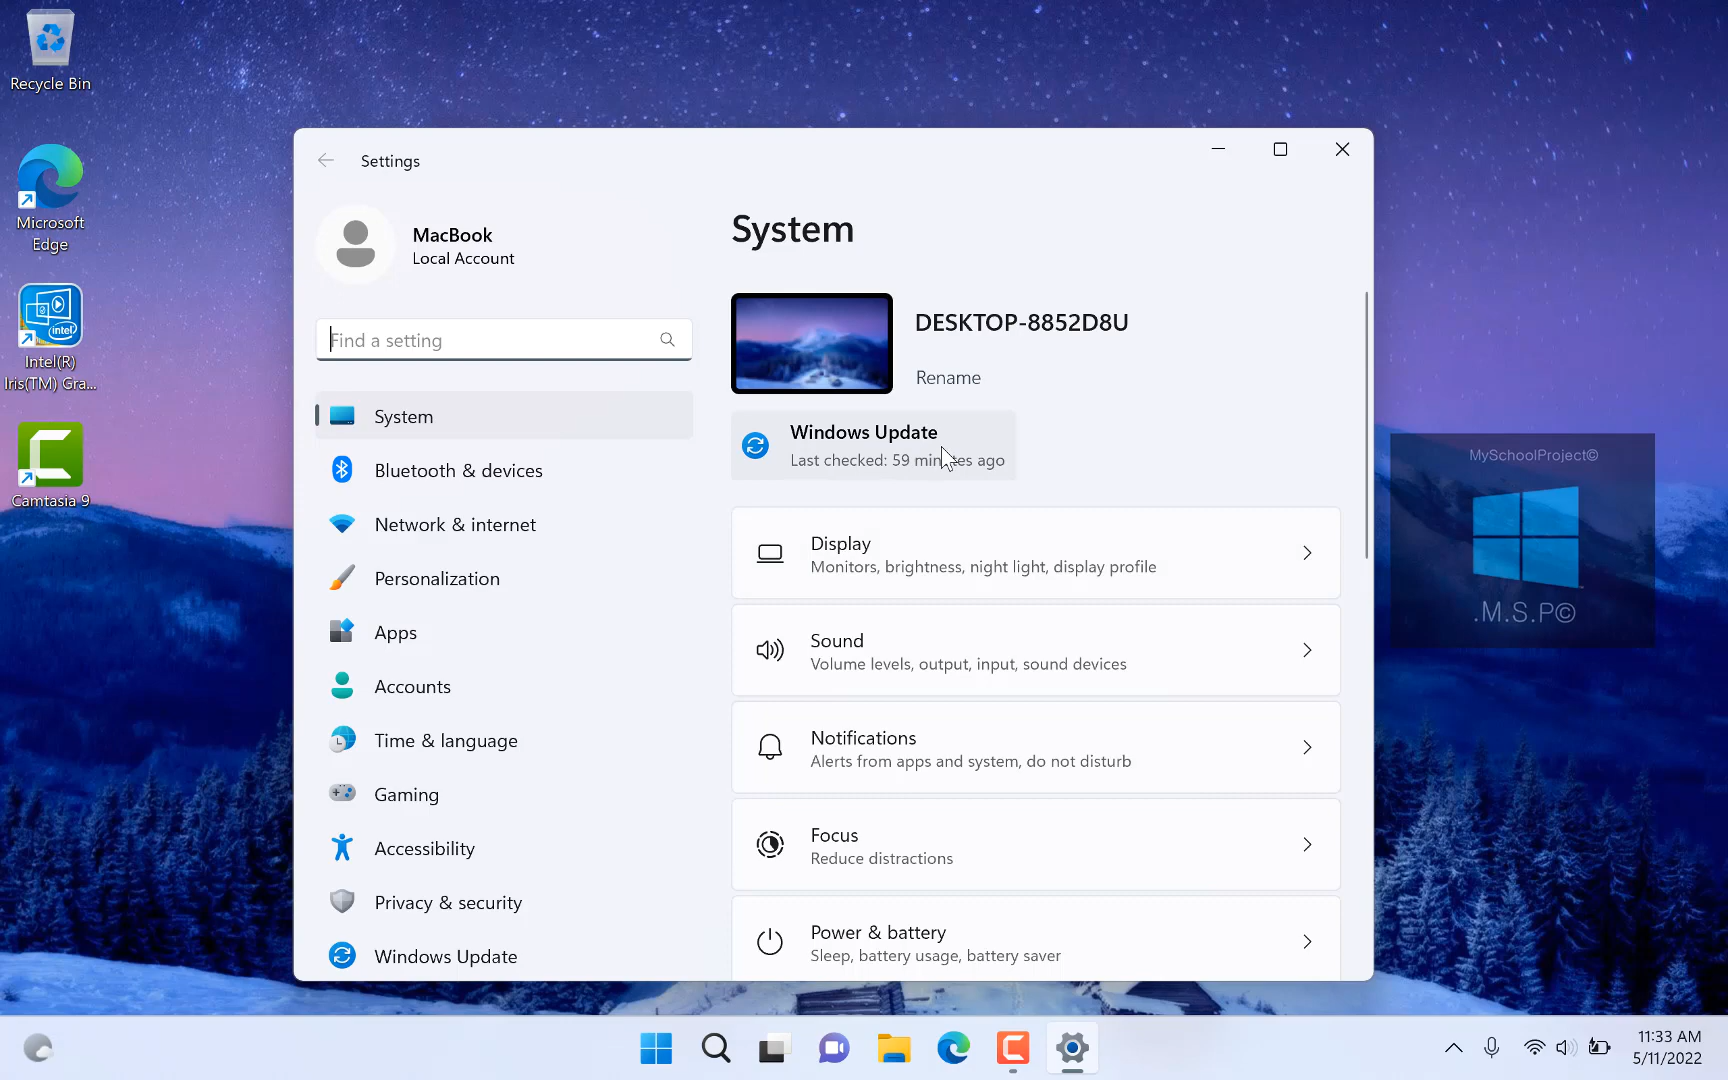 Recycle Bin
Microsoft
Edge
intel
Intel(R)
Iris(TM) Gra...
Camtasia 9
Settings
MacBook
Local Account
Find a setting
System
Bluetooth & devices
Network & internet
Personalization
Apps
Accounts
Time & language
Gaming
Accessibility
Privacy & security
Windows Update
System
DESKTOP-8852D8U
Rename
Windows Update
Last checked: 59 minutes ago
Display
Monitors, brightness, night light, display profile
Sound
Volume levels, output, input, sound devices
Notifications
Alerts from apps and system, do not disturb
Focus
Reduce distractions
Power & battery
Sleep, battery usage, battery saver
MySchoolProject©
.M.S.P©
11:33 AM
5/11/2022